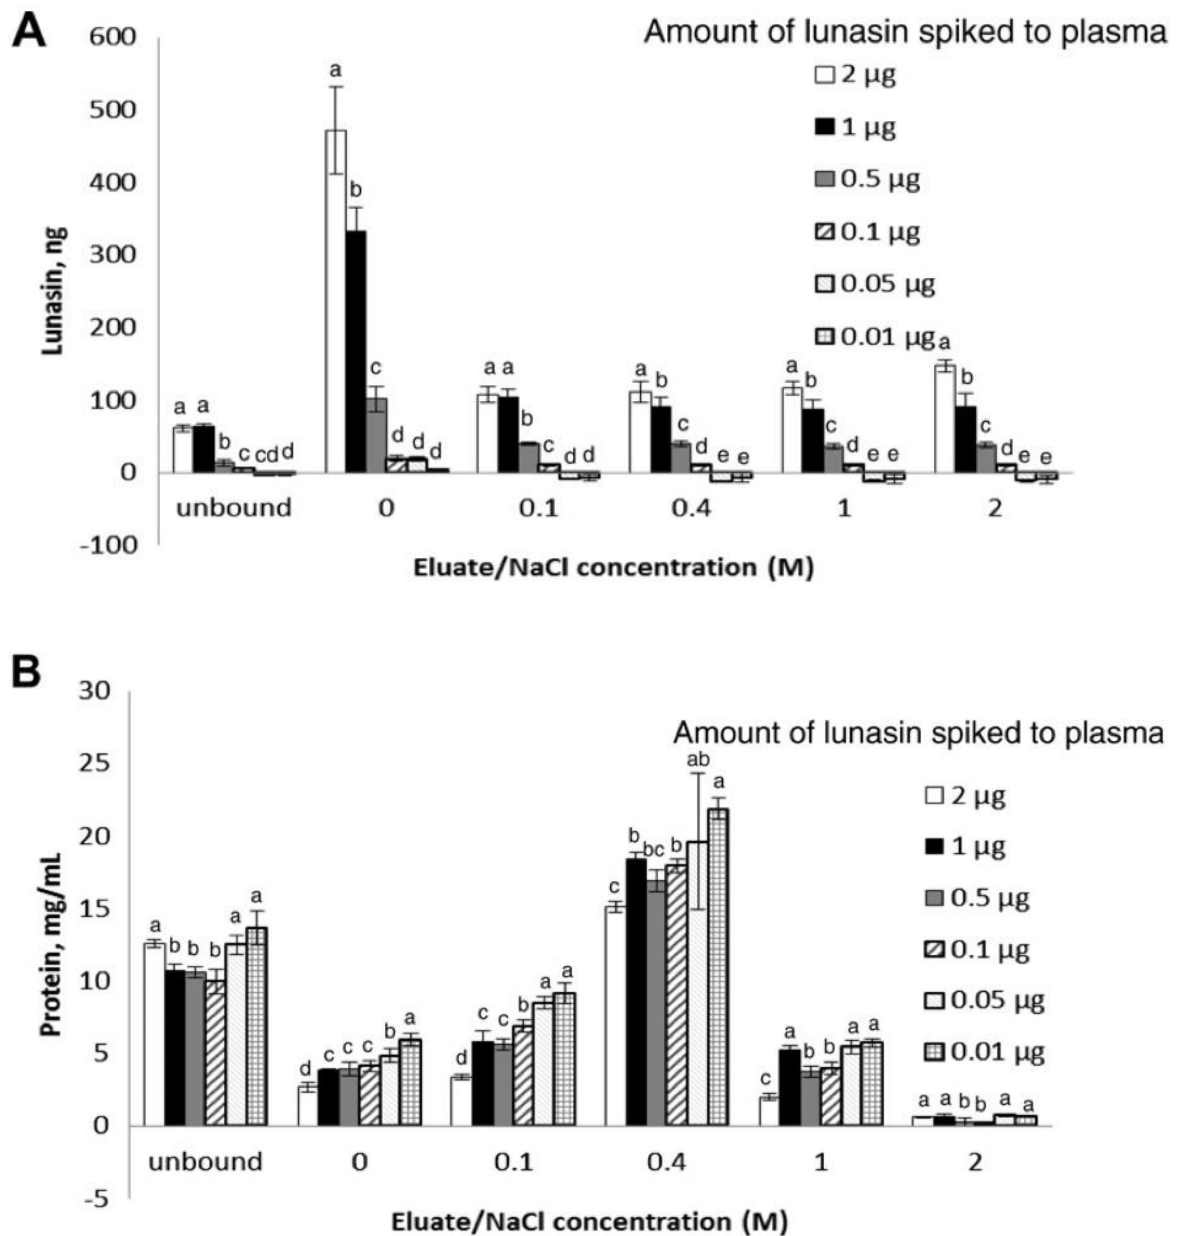 A
Amount of lunasin spiked to plasma
2 µg
1 µg
0.5 µg
0.1 µg
0.05 µg
0.01 µg
Lunasin, ng
600
500
400
300
200
100
0
-100
a a b c cd d
a b c d d d
a a b c d d
a b c d e e
a b c d e e
a b c d e e
unbound 0 0.1 0.4 1 2
Eluate/NaCl concentration (M)
B
Amount of lunasin spiked to plasma
2 µg
1 µg
0.5 µg
0.1 µg
0.05 µg
0.01 µg
Protein, mg/mL
30
25
20
15
10
5
0
-5
a b b b a a
d c c c b a
d c c b a a
c b bc b ab a
c a b b a a
a a b b a a
unbound 0 0.1 0.4 1 2
Eluate/NaCl concentration (M)